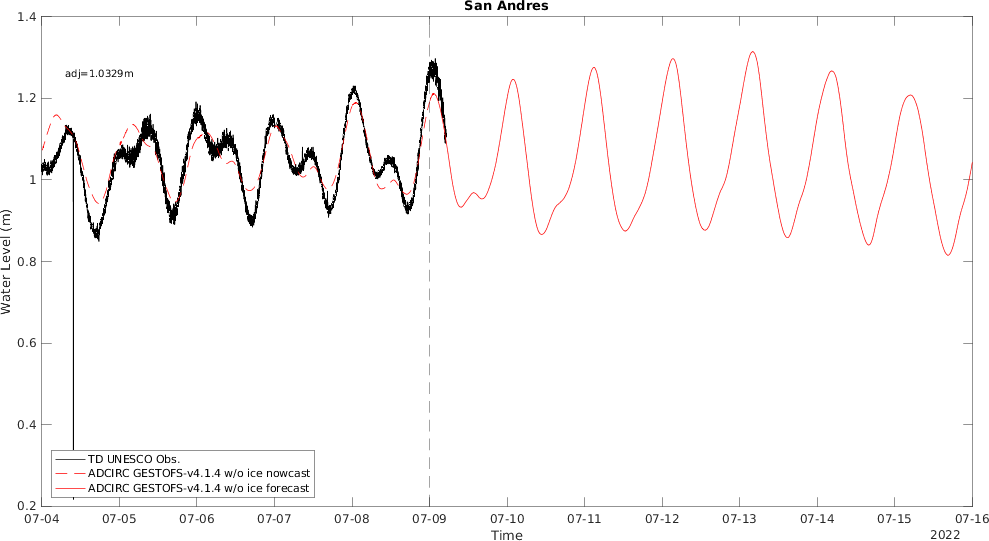 San Andres
1.4
1.2
1
0.8
0.6
0.4
0.2
Water Level (m)
adj=1.0329m
TD UNESCO Obs.
ADCIRC GESTOFS-v4.1.4 w/o ice nowcast
ADCIRC GESTOFS-v4.1.4 w/o ice forecast
07-04 07-05 07-06 07-07 07-08 07-09 07-10 07-11 07-12 07-13 07-14 07-15 07-16
Time
2022